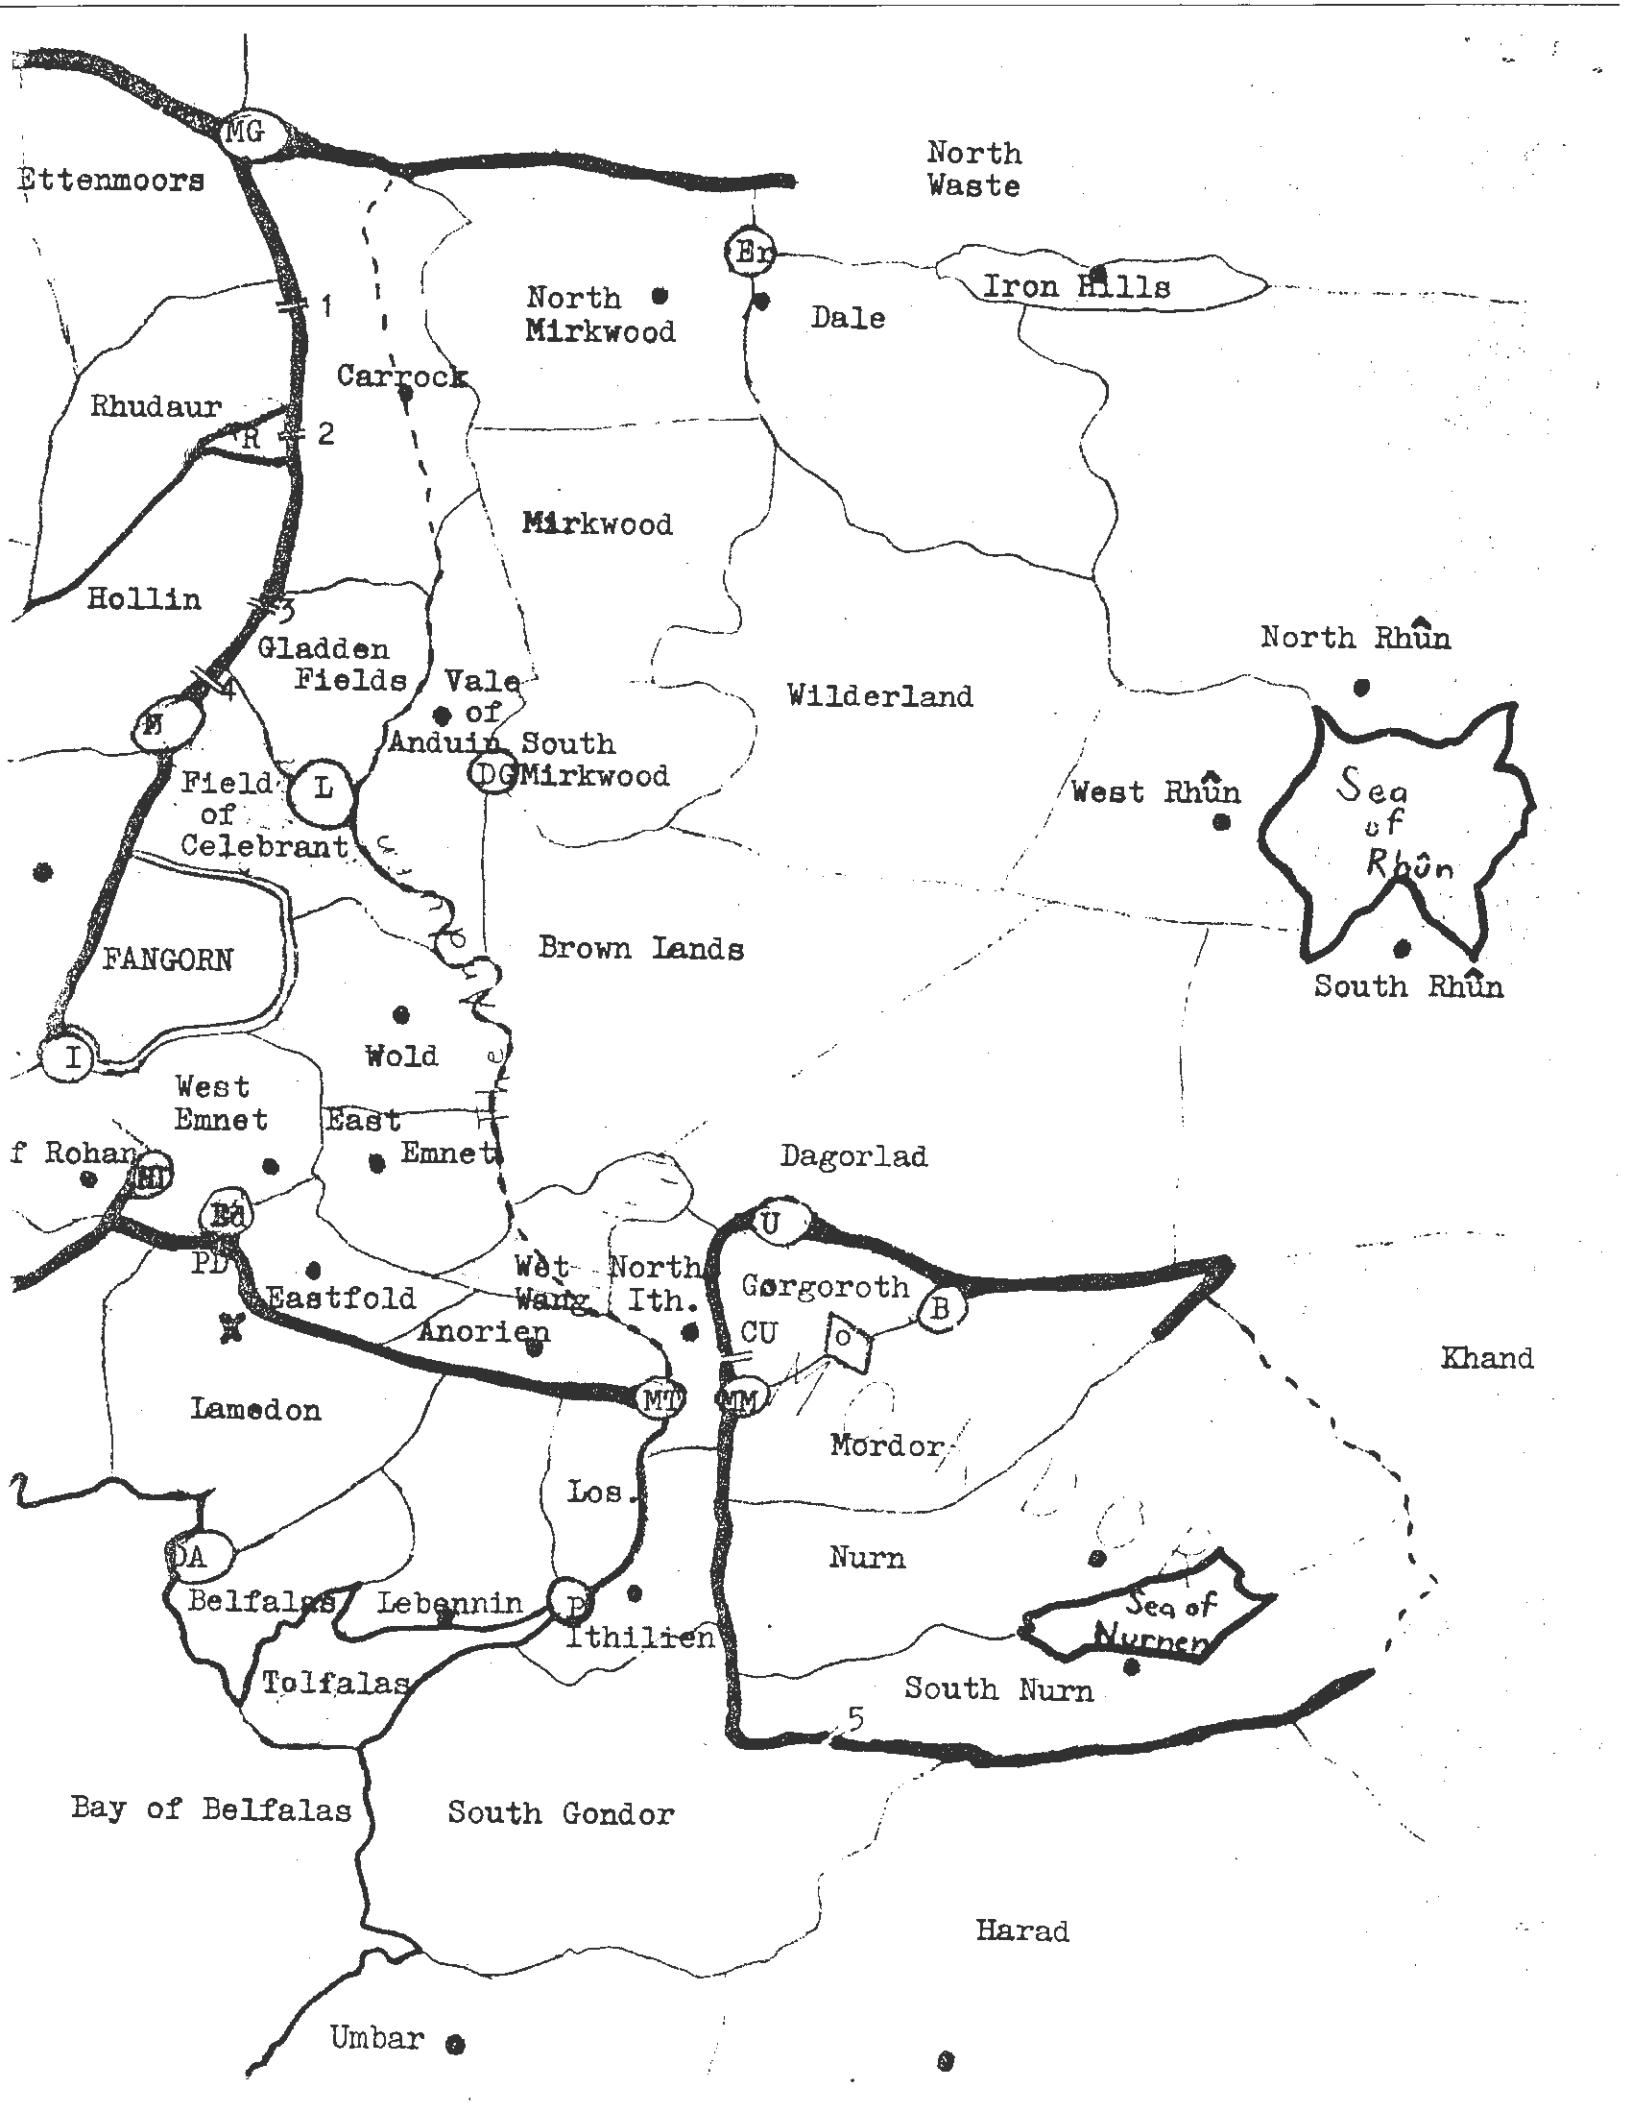 MG
North
Waste
Ettenmoors
Er
Iron Hills
North
Mirkwood
Dale
1
Carrock
Rhudaur
R
2
Mirkwood
Hollin
3
Gladden
Fields
North Rhûn
Vale
of
Anduin
4
Wilderland
M
South
Mirkwood
DG
L
Field
of
Celebrant
West Rhûn
Sea
of
Rhûn
FANGORN
Brown Lands
South Rhûn
I
Wold
West
Emnet
East
Emnet
f Rohan
Dagorlad
Ed
PD
U
Wet
Wang
North
Ith.
Gorgoroth
B
Eastfold
Anorien
CU
O
Khand
MT
MM
Lamedon
Mordor
Los.
DA
Nurn
Belfalas
Lebennin
P
Sea of
Nurnen
Ithilien
Tolfalas
South Nurn
5
Bay of Belfalas
South Gondor
Harad
Umbar